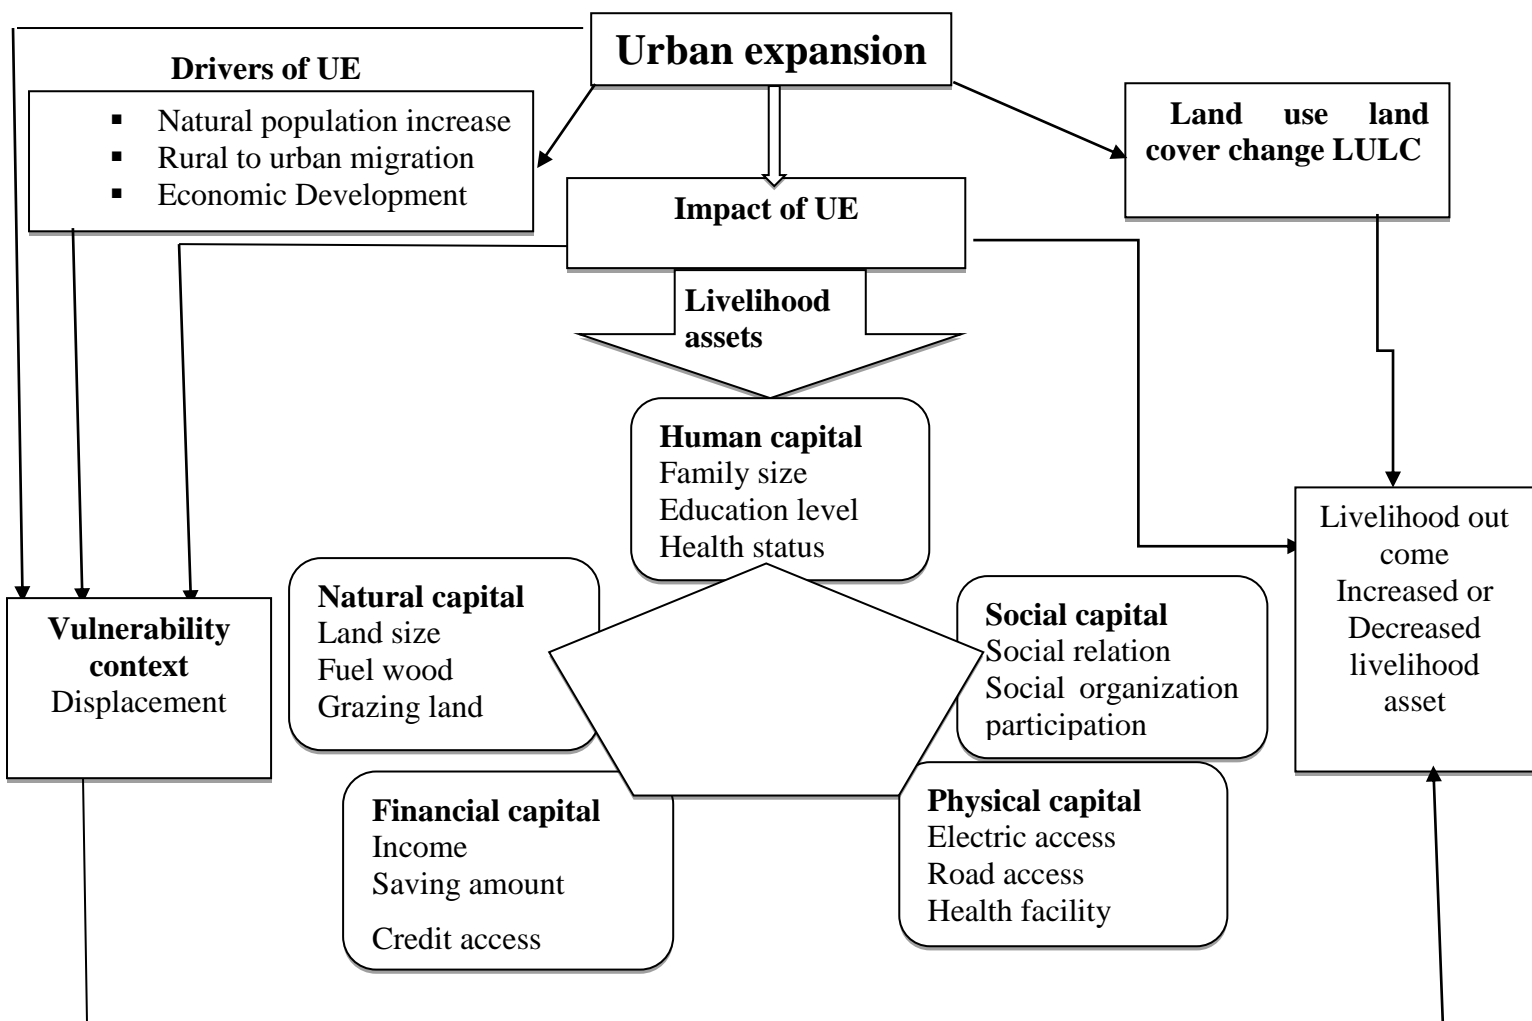 Urban expansion
Drivers of UE
▪ Natural population increase
▪ Rural to urban migration
▪ Economic Development
Land use land
cover change LULC
Impact of UE
Livelihood
assets
Human capital
Family size
Education level
Health status
Natural capital
Land size
Fuel wood
Grazing land
Social capital
Social relation
Social organization
participation
Livelihood out
come
Increased or
Decreased
livelihood
asset
Vulnerability
context
Displacement
Financial capital
Income
Saving amount
Credit access
Physical capital
Electric access
Road access
Health facility